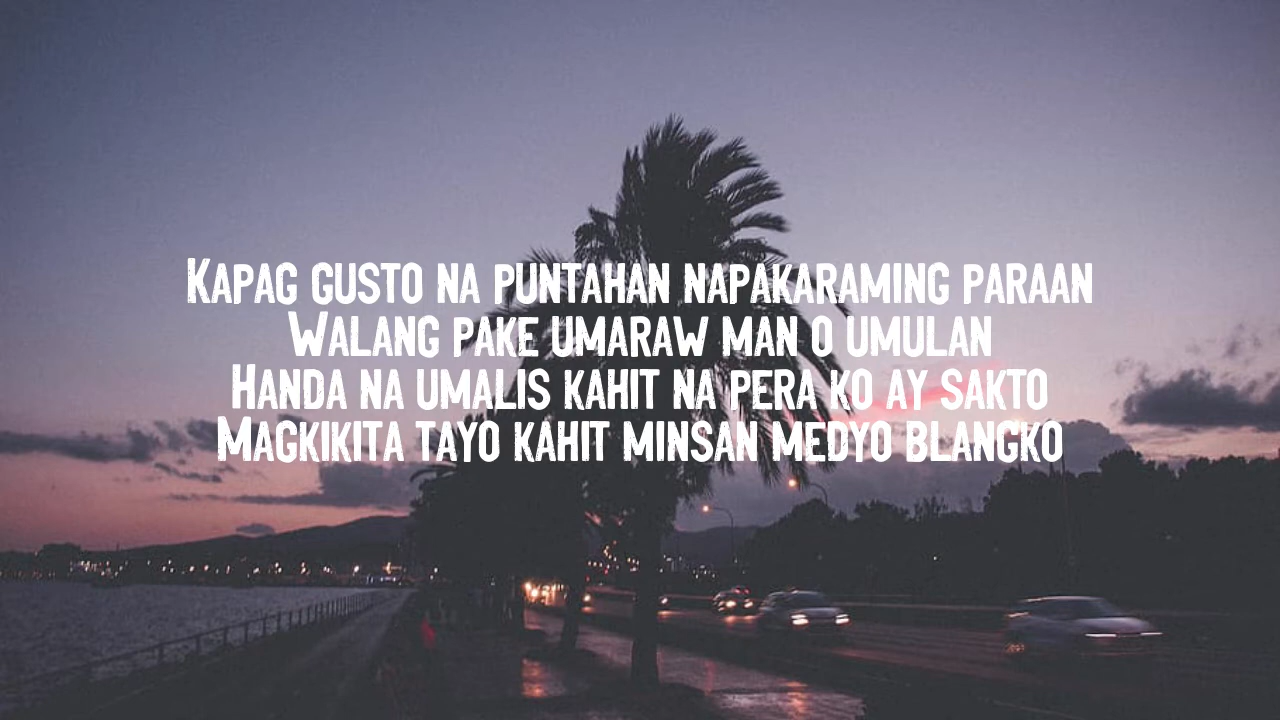 Kapag gusto na puntahan napakaraming paraan
Walang pake umaraw man o umulan
Handa na umalis kahit na pera ko ay sakto
Magkikita tayo kahit minsan medyo blangko